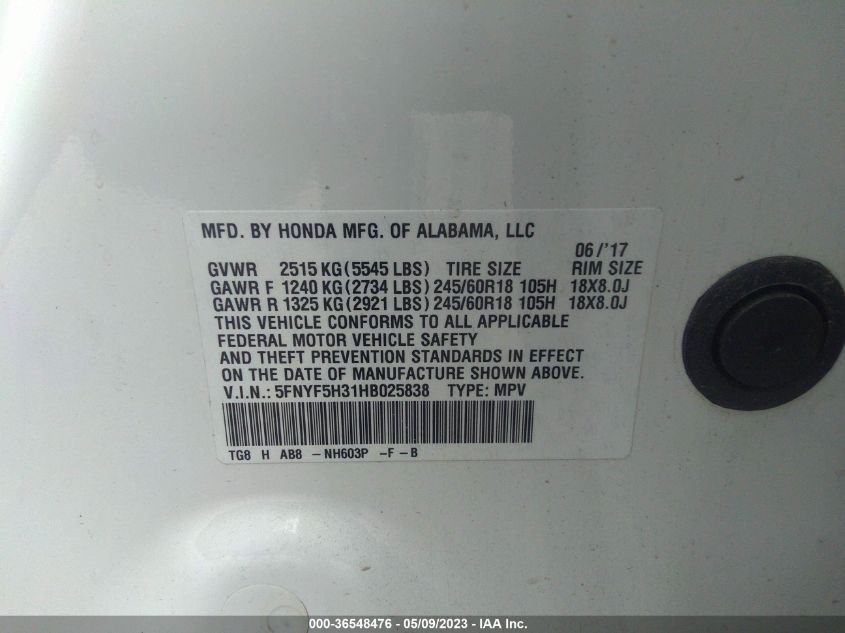 MFD. BY HONDA MFG. OF ALABAMA, LLC
06/'17
GVWR 2515 KG (5545 LBS) TIRE SIZE RIM SIZE
GAWR F 1240 KG (2734 LBS) 245/60R18 105H 18X8.0J
GAWR R 1325 KG (2921 LBS) 245/60R18 105H 18X8.0J
THIS VEHICLE CONFORMS TO ALL APPLICABLE
FEDERAL MOTOR VEHICLE SAFETY
AND THEFT PREVENTION STANDARDS IN EFFECT
ON THE DATE OF MANUFACTURE SHOWN ABOVE.
V.I.N.: 5FNYF5H31HB025838 TYPE: MPV
TG8 H AB8 -NH603P -F-B
000-36548476 - 05/09/2023 - IAA Inc.